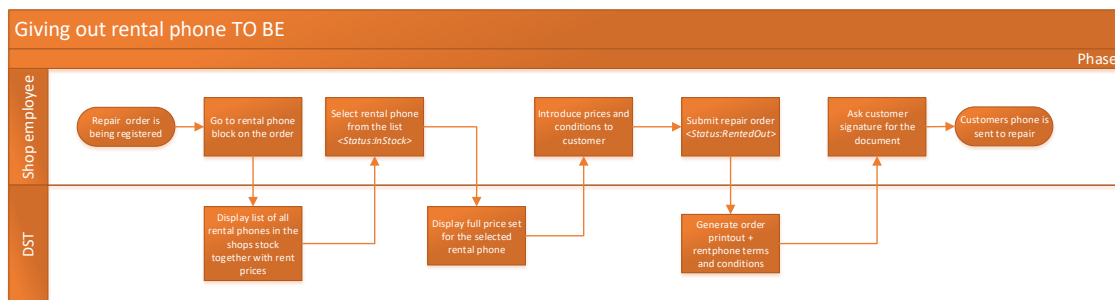 Giving out rental phone TO BE
Phase
Shop employee
Repair order is
being registered
Go to rental phone
block on the order
Select rental phone
from the list
<Status:InStock>
Introduce prices and
conditions to
customer
Submit repair order
<Status:RentedOut>
Ask customer
signature for the
document
Customers phone is
sent to repair
DST
Display list of all
rental phones in the
shops stock
together with rent
prices
Display full price set
for the selected
rental phone
Generate order
printout +
rentphone terms
and conditions